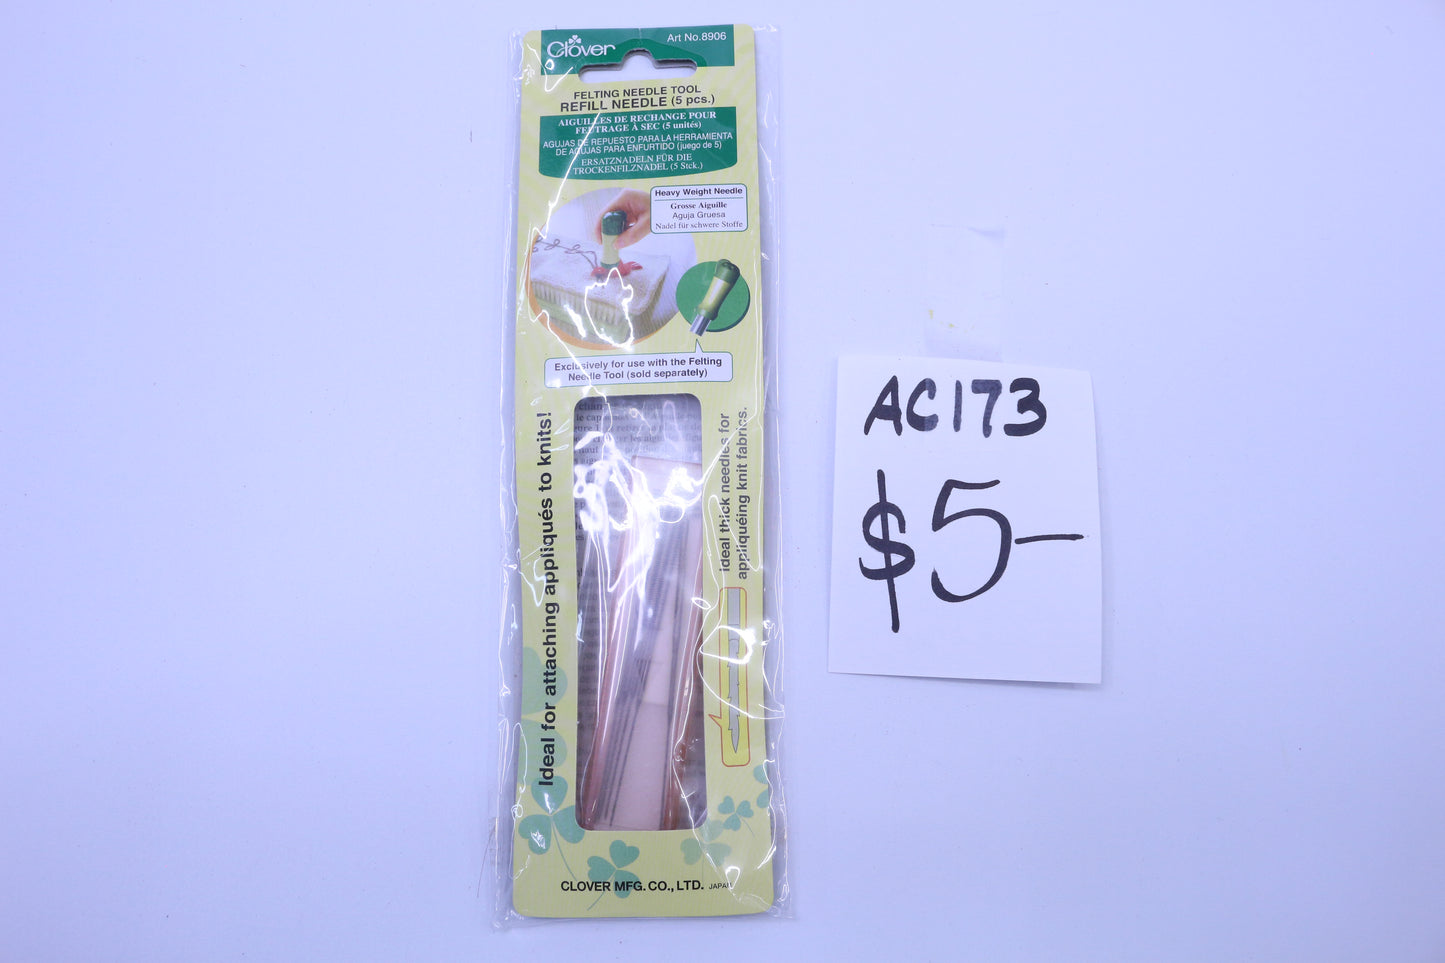 Clover
Art No.8906
FELTING NEEDLE TOOL
REFILL NEEDLE (5 pcs.)
AIGUILLES DE RECHANGE POUR
FEUTRAGE À SEC (5 unités)
AGUJAS DE REPUESTO PARA LA HERRAMIENTA
DE AGUJAS PARA ENFURTIDO (juego de 5)
ERSATZNADELN FÜR DIE
TROCKENFILZNADEL (5 Stck.)
Heavy Weight Needle
Grosse Aiguille
Aguja Gruesa
Nadel für schwere Stoffe
Exclusively for use with the Felting
Needle Tool (sold separately)
Ideal for attaching appliqués to knits!
ideal thick needles for
appliquéing knit fabrics.
CLOVER MFG. CO., LTD. JAPAN
AC173
$5—